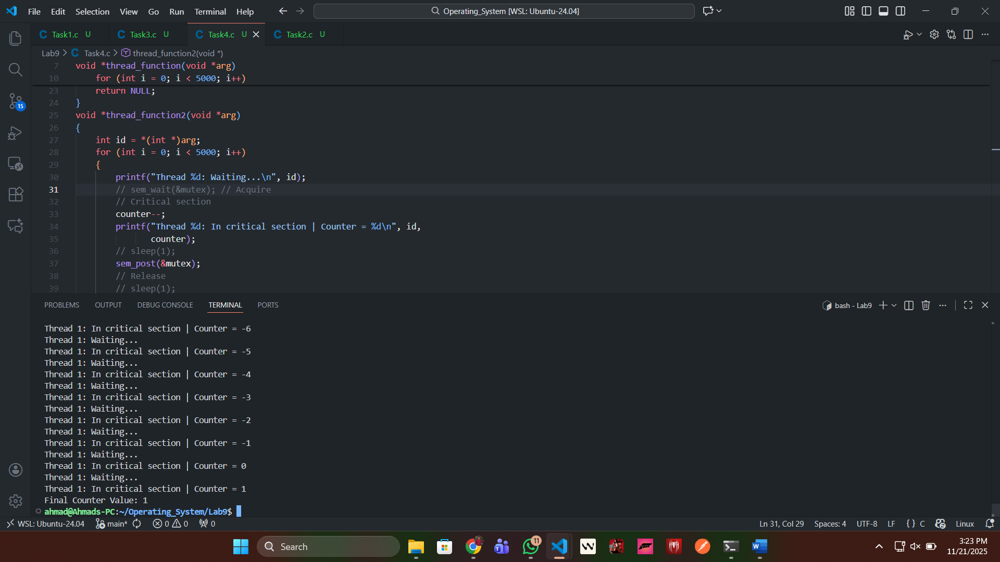 File Edit Selection View Go Run Terminal Help
Operating_System [WSL: Ubuntu-24.04]
C Task1.c U C Task3.c U C Task4.c U C Task2.c U
Lab9 > C Task4.c > thread_function2(void *)
7 void *thread_function(void *arg)
10 for (int i = 0; i < 5000; i++)
23 return NULL;
24 }
25 void *thread_function2(void *arg)
26 {
27 int id = *(int *)arg;
28 for (int i = 0; i < 5000; i++)
29 {
30 printf("Thread %d: Waiting...\n", id);
31 // sem_wait(&mutex); // Acquire
32 // Critical section
33 counter--;
34 printf("Thread %d: In critical section | Counter = %d\n", id,
35 counter);
36 // sleep(1);
37 sem_post(&mutex);
38 // Release
39 // sleep(1);
15
PROBLEMS OUTPUT DEBUG CONSOLE TERMINAL PORTS
bash - Lab9
Thread 1: In critical section | Counter = -6
Thread 1: Waiting...
Thread 1: In critical section | Counter = -5
Thread 1: Waiting...
Thread 1: In critical section | Counter = -4
Thread 1: Waiting...
Thread 1: In critical section | Counter = -3
Thread 1: Waiting...
Thread 1: In critical section | Counter = -2
Thread 1: Waiting...
Thread 1: In critical section | Counter = -1
Thread 1: Waiting...
Thread 1: In critical section | Counter = 0
Thread 1: Waiting...
Thread 1: In critical section | Counter = 1
Final Counter Value: 1
ahmad@Ahmads-PC:~/Operating_System/Lab9$
WSL: Ubuntu-24.04 main* 0 0 0 Ln 31, Col 29 Spaces: 4 UTF-8 LF {} C Linux
Search
11
W
3:23 PM
11/21/2025